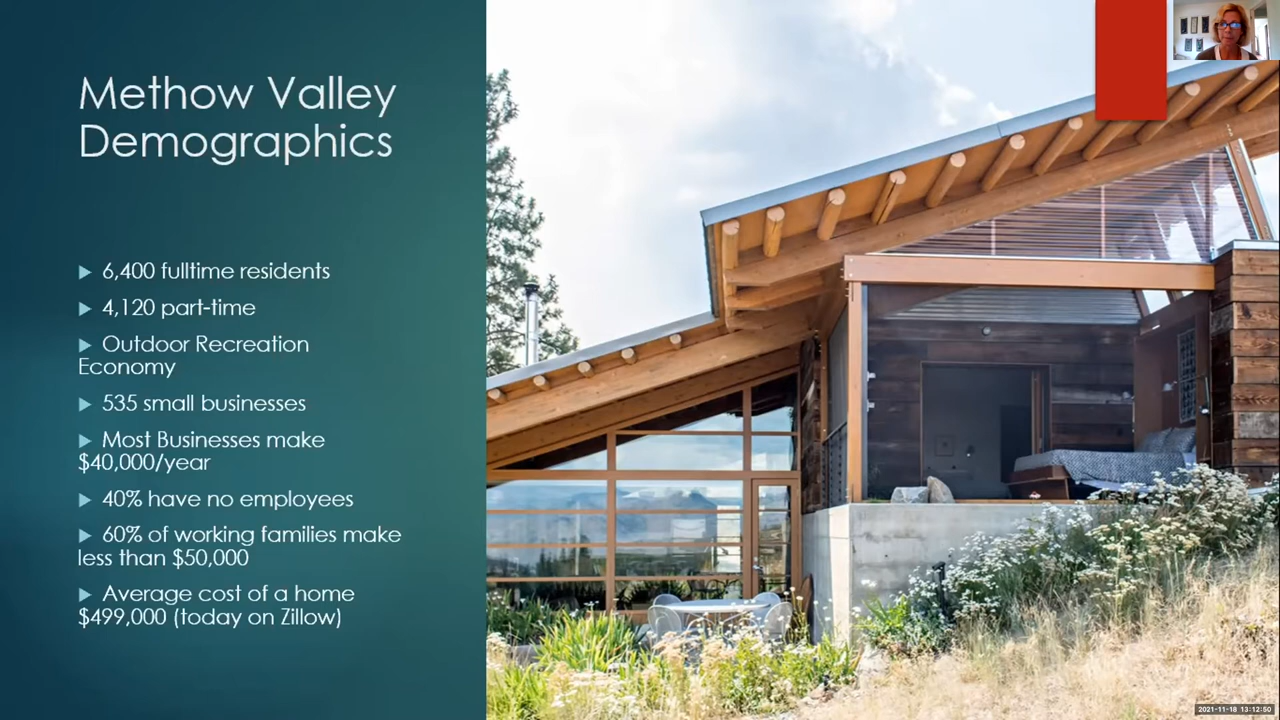 Methow Valley
Demographics
▶ 6,400 fulltime residents
▶ 4,120 part-time
▶ Outdoor Recreation
Economy
▶ 535 small businesses
▶ Most Businesses make
$40,000/year
▶ 40% have no employees
▶ 60% of working families make
less than $50,000
▶ Average cost of a home
$499,000 (today on Zillow)
2021-11-18 13:12:50